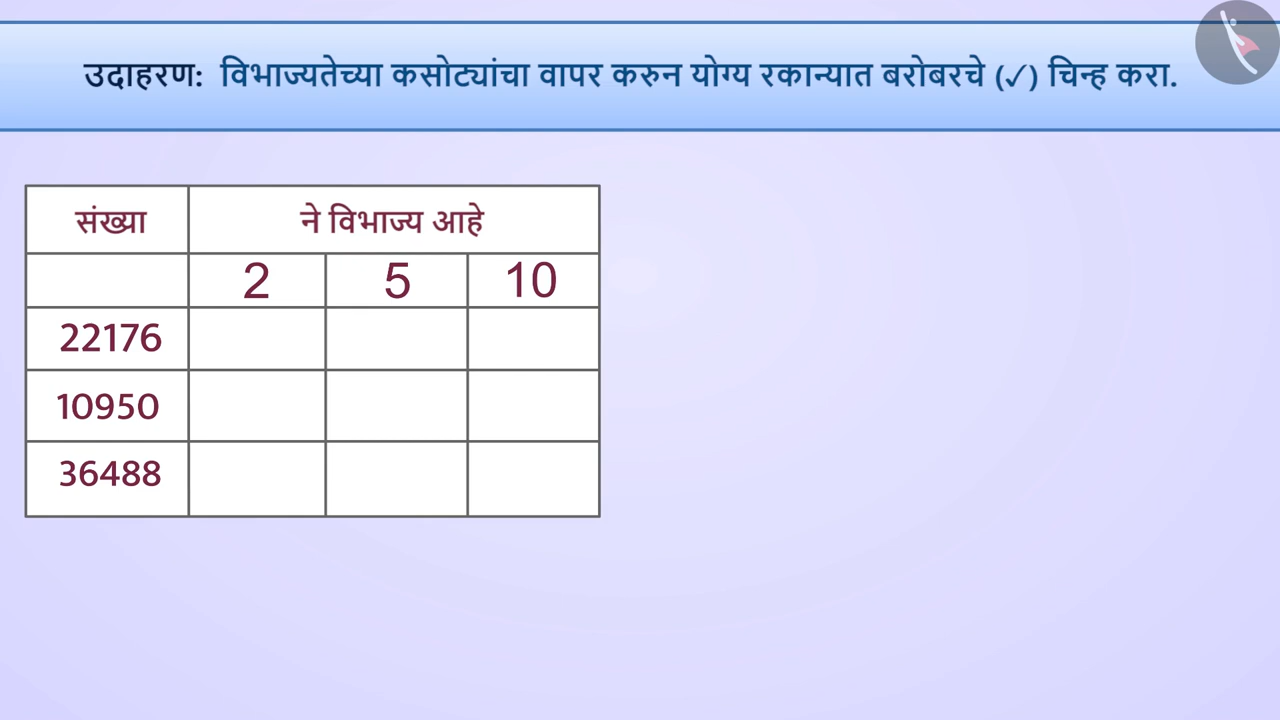 उदाहरण: विभाज्यतेच्या कसोट्यांचा वापर करुन योग्य रकान्यात बरोबरचे (✓) चिन्ह करा.
संख्या ने विभाज्य आहे
2 5 10
22176
10950
36488